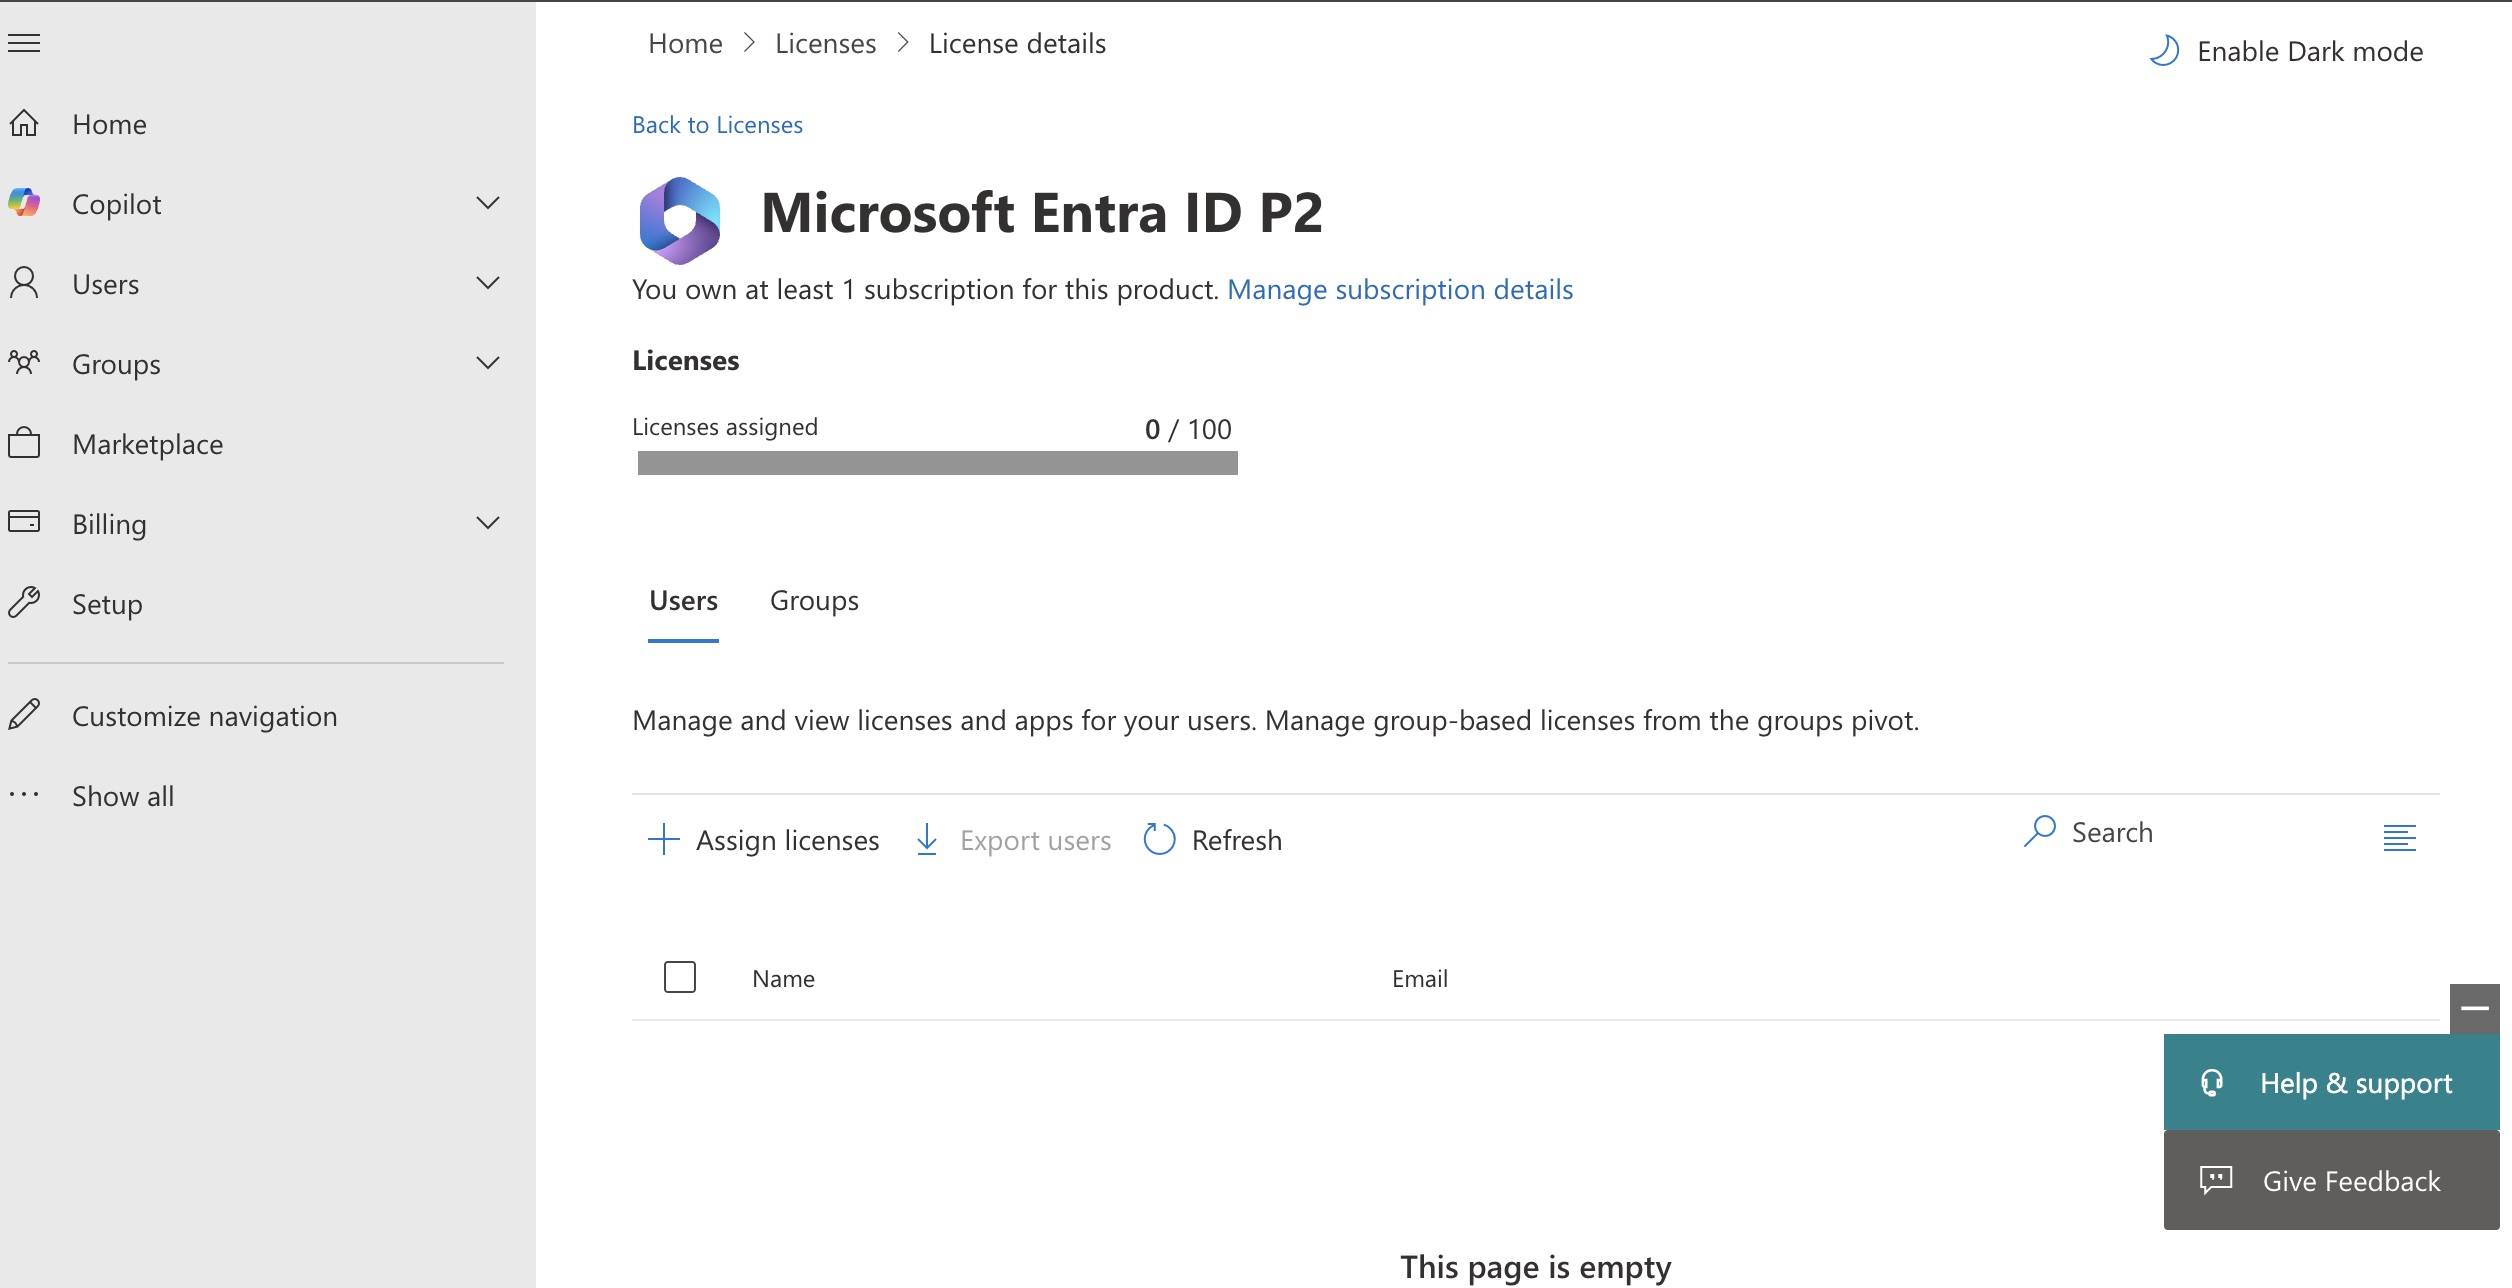 Home > Licenses > License details
Enable Dark mode
Home
Copilot
Users
Groups
Marketplace
Billing
Setup
Customize navigation
Show all
Back to Licenses
Microsoft Entra ID P2
You own at least 1 subscription for this product. Manage subscription details
Licenses
Licenses assigned 0 / 100
Users Groups
Manage and view licenses and apps for your users. Manage group-based licenses from the groups pivot.
Assign licenses Export users Refresh Search
Name Email
Help & support
Give Feedback
This page is empty